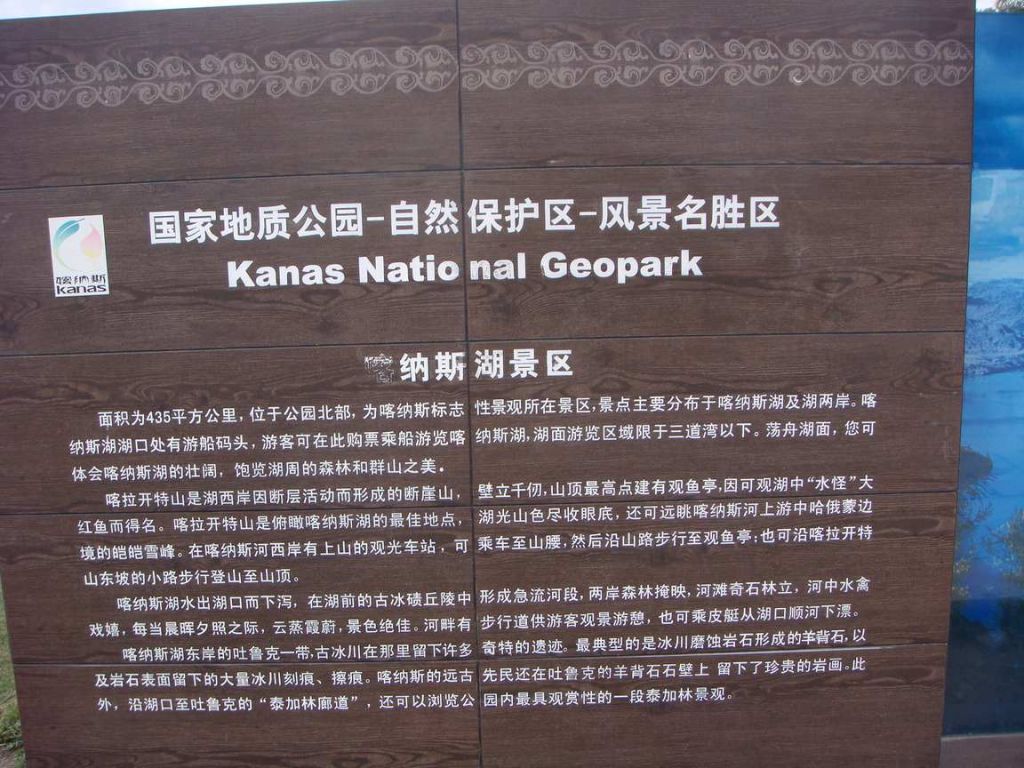 国家地质公园-自然保护区-风景名胜区
Kanas National Geopark
喀纳斯
kanas
喀纳斯湖景区
面积为435平方公里，位于公园北部，为喀纳斯标志性景观所在景区，景点主要分布于喀纳斯湖及湖两岸。喀
纳斯湖湖口处有游船码头，游客可在此购票乘船游览喀纳斯湖，湖面游览区域限于三道湾以下。荡舟湖面，您可
体会喀纳斯湖的壮阔，饱览湖周的森林和群山之美。
喀拉开特山是湖西岸因断层活动而形成的断崖山，壁立千仞，山顶最高点建有观鱼亭，因可观湖中“水怪”大
红鱼而得名。喀拉开特山是俯瞰喀纳斯湖的最佳地点，湖光山色尽收眼底，还可远眺喀纳斯河上游中哈俄蒙边
境的皑皑雪峰。在喀纳斯河西岸有上山的观光车站，可乘车至山腰，然后沿山路步行至观鱼亭；也可沿喀拉开特
山东坡的小路步行登山至山顶。
喀纳斯湖水出湖口而下泻，在湖前的古冰碛丘陵中形成急流河段，两岸森林掩映，河滩奇石林立，河中水禽
戏嬉，每当晨晖夕照之际，云蒸霞蔚，景色绝佳。河畔有步行道供游客观景游憩，也可乘皮艇从湖口顺河下漂。
喀纳斯湖东岸的吐鲁克一带，古冰川在那里留下许多奇特的遗迹。最典型的是冰川磨蚀岩石形成的羊背石，以
及岩石表面留下的大量冰川刻痕、擦痕。喀纳斯的远古先民还在吐鲁克的羊背石石壁上 留下了珍贵的岩画。此
外，沿湖口至吐鲁克的“泰加林廊道”，还可以浏览公园内最具观赏性的一段泰加林景观。